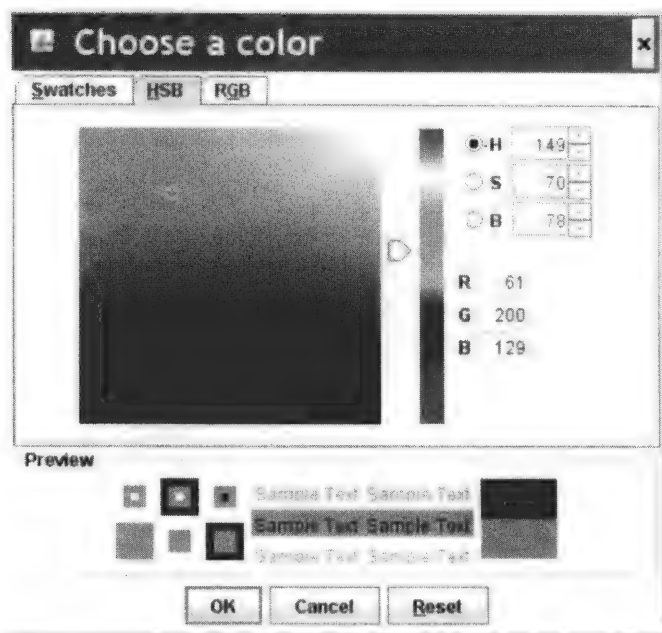 Choose a color
Swatches HSB RGB
H 149
S 70
B 78
R 61
G 200
B 129
Preview
Sample Text Sample Text
Sample Text Sample Text
Sample Text Sample Text
OK Cancel Reset